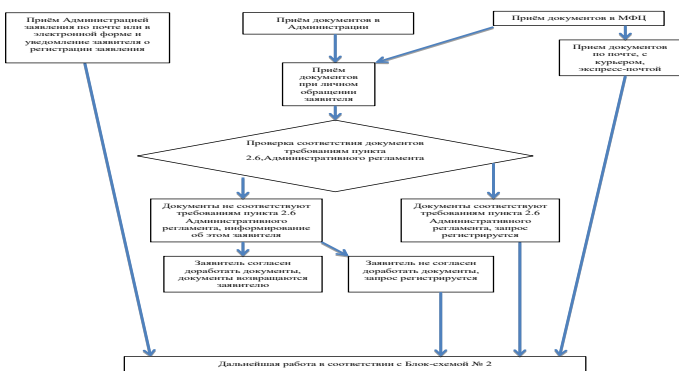 Приём Администрацией
заявления по почте или в
электронной форме и
уведомление заявителя о
регистрации заявления
Приём документов в
Администрации
Приём документов в МФЦ
Прием документов
по почте, с
курьером,
экспресс-почтой
Приём
документов
при личном
обращении
заявителя
Проверка соответствия документов
требованиям пункта
2.6,Административного регламента
Документы не соответствуют
требованиям пункта 2.6
Административного
регламента, информирование
об этом заявителя
Документы соответствуют
требованиям пункта 2.6
Административного
регламента, запрос
регистрируется
Заявитель согласен
доработать документы,
документы возвращаются
заявителю
Заявитель не согласен
доработать документы,
запрос регистрируется
Дальнейшая работа в соответствии с Блок-схемой № 2